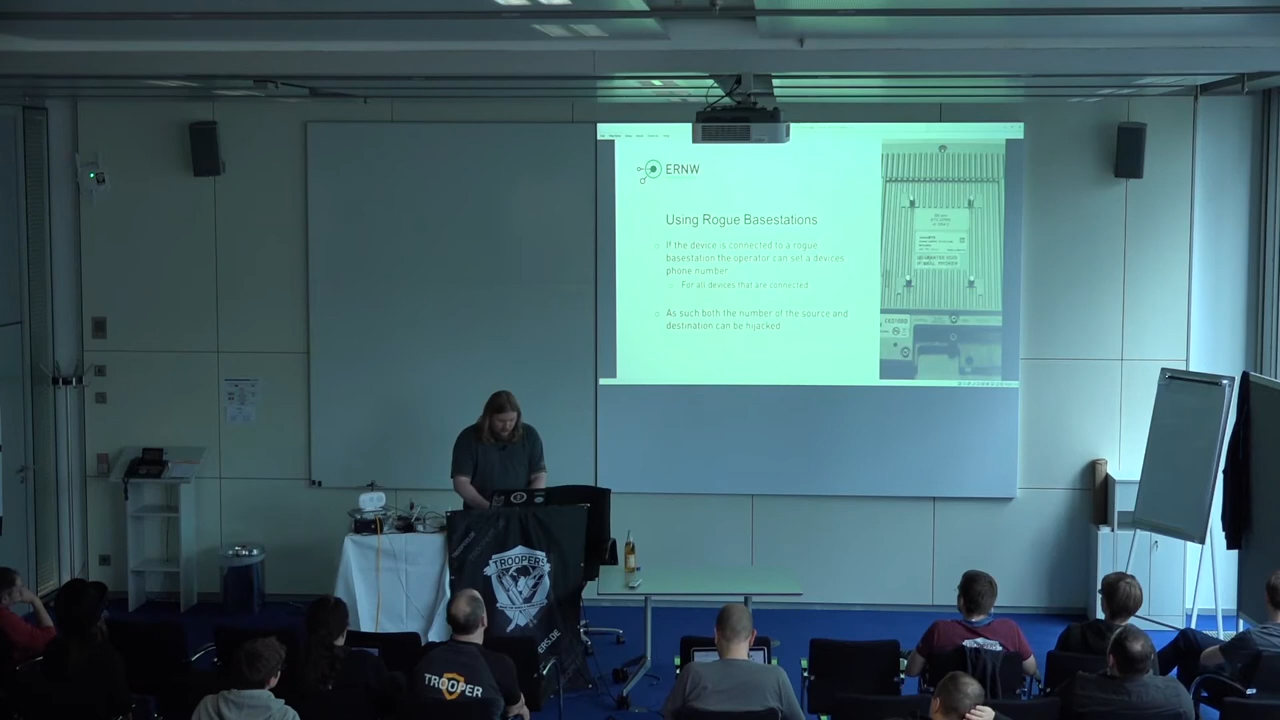 ERNW
Using Rogue Basestations
If the device is connected to a rogue
basestation the operator can set a devices
phone number
For all devices that are connected
As such both the number of the source and
destination can be hijacked
TROOPERS
ERNW.DE
TROOPER